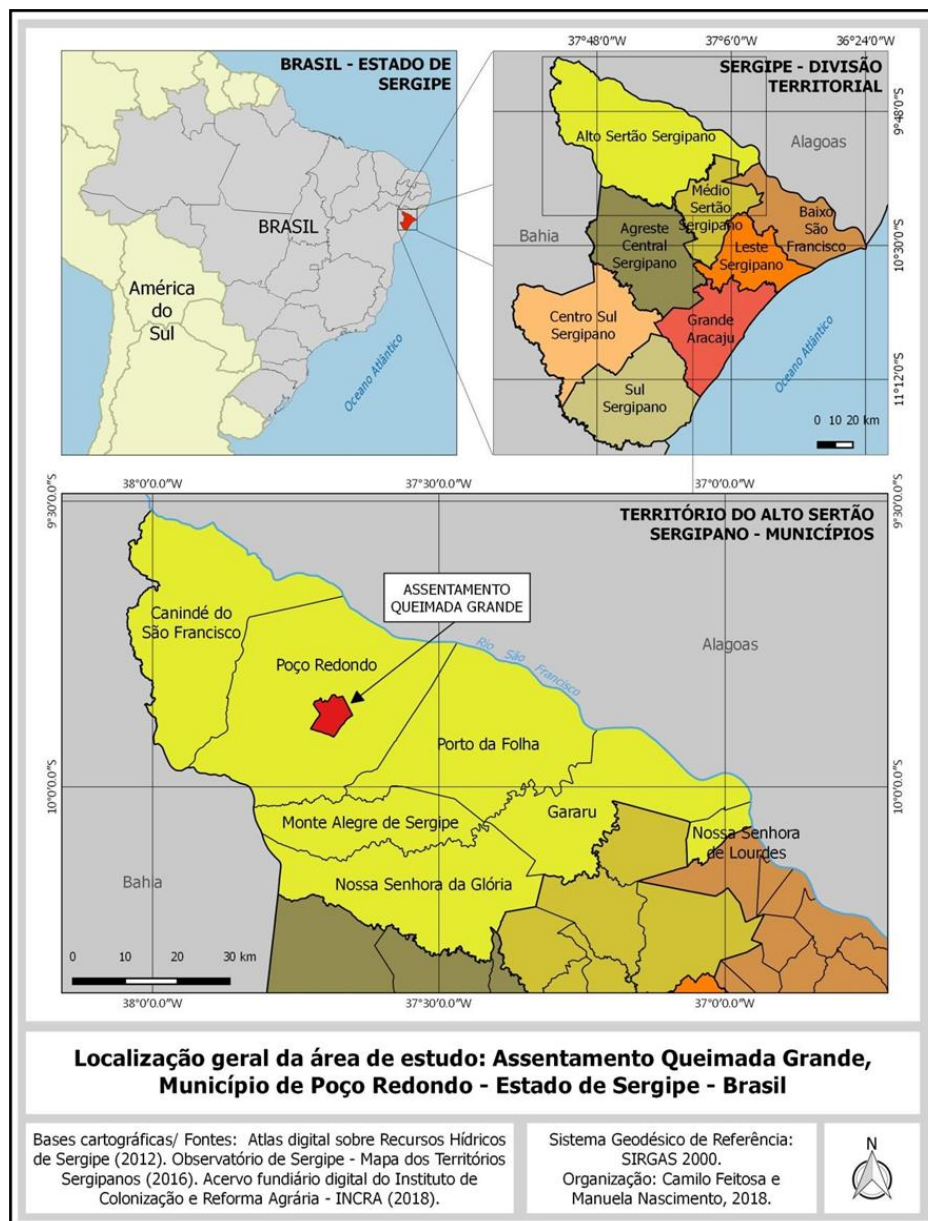 BRASIL - ESTADO DE
SERGIPE
BRASIL
América
do
Sul
Oceano Atlântico
37°48'0"W
37°6'0"W
36°24'0"W
SERGIPE - DIVISÃO
TERRITORIAL
9°48'0"S
10°30'0"S
11°12'0"S
Alto Sertão Sergipano
Alagoas
Médio
Sertão
Sergipano
Baixo
São
Francisco
Bahia
Agreste
Central
Sergipano
Leste
Sergipano
Centro Sul
Sergipano
Grande
Aracaju
Sul
Sergipano
Oceano Atlântico
0 10 20 km
38°0'0.0"W
37°30'0.0"W
37°0'0.0"W
9°30'0.0"S
9°30'0.0"S
TERRITÓRIO DO ALTO SERTÃO
SERGIPANO - MUNICÍPIOS
ASSENTAMENTO
QUEIMADA GRANDE
Canindé do
São Francisco
Poço Redondo
Rio São Francisco
Alagoas
Porto da Folha
10°0'0.0"S
10°0'0.0"S
Monte Alegre de Sergipe
Gararu
Nossa Senhora
de Lourdes
Bahia
Nossa Senhora da Glória
0 10 20 30 km
38°0'0.0"W
37°30'0.0"W
37°0'0.0"W
Localização geral da área de estudo: Assentamento Queimada Grande,
Município de Poço Redondo - Estado de Sergipe - Brasil
Bases cartográficas/ Fontes: Atlas digital sobre Recursos Hídricos
de Sergipe (2012). Observatório de Sergipe - Mapa dos Territórios
Sergipanos (2016). Acervo fundiário digital do Instituto de
Colonização e Reforma Agrária - INCRA (2018).
Sistema Geodésico de Referência:
SIRGAS 2000.
Organização: Camilo Feitosa e
Manuela Nascimento, 2018.
N